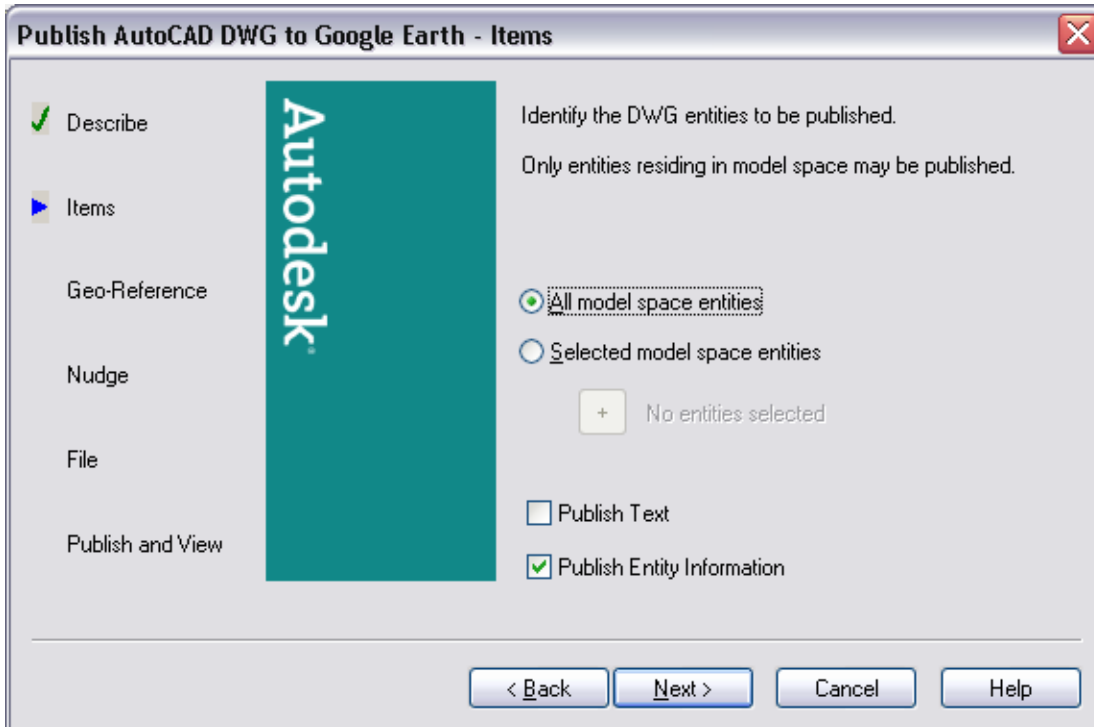 Publish AutoCAD DWG to Google Earth - Items
Describe
Items
Geo-Reference
Nudge
File
Publish and View
Autodesk
Identify the DWG entities to be published.
Only entities residing in model space may be published.
All model space entities
Selected model space entities
+ No entities selected
Publish Text
Publish Entity Information
< Back Next > Cancel Help